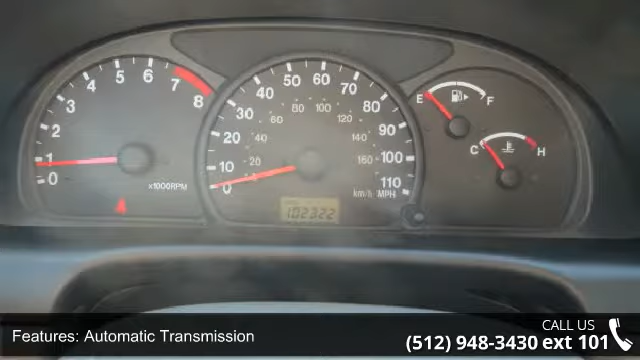 0 1 2 3 4 5 6 7 8
x1000RPM
0 10 20 30 40 50 60 70 80 90 100 110
20 40 60 80 100 120 140 160
km/h MPH
102322
E F
C H
Features: Automatic Transmission
CALL US
(512) 948-3430 ext 101